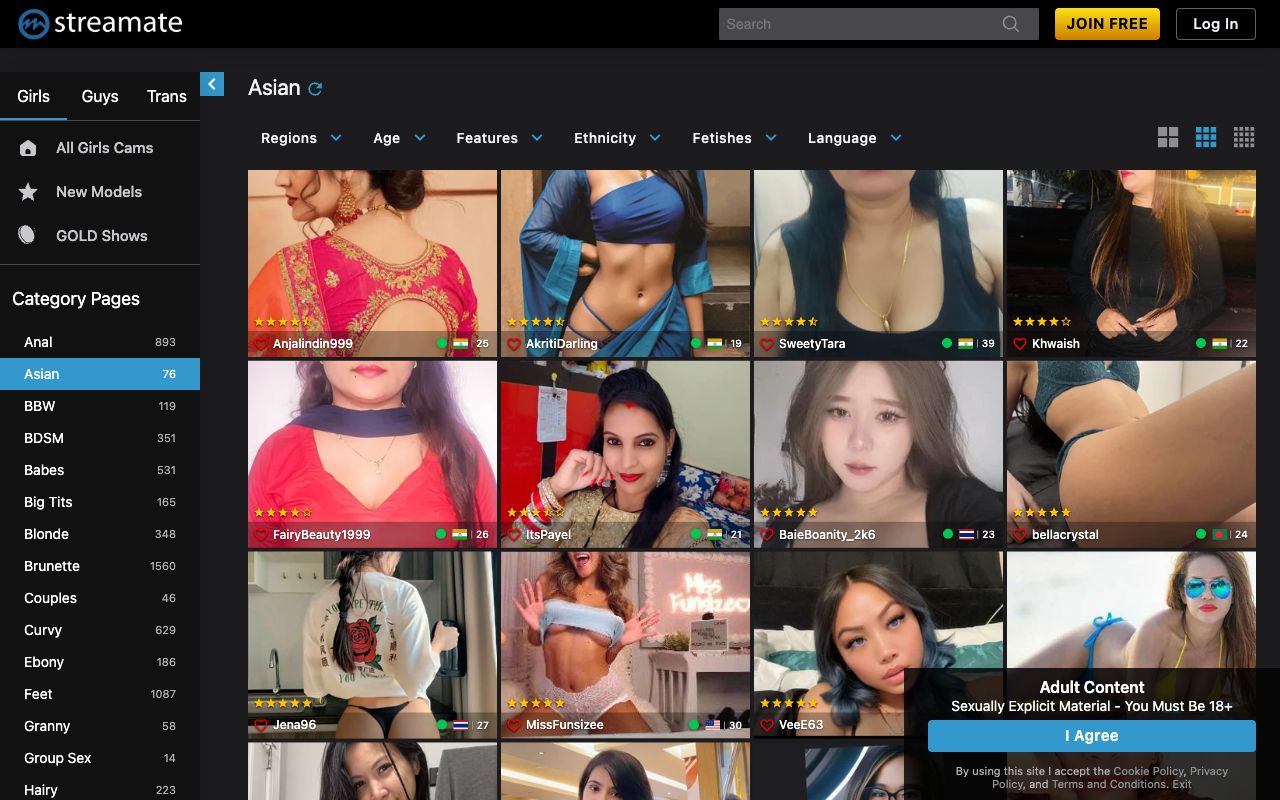 streamate
Search
JOIN FREE
Log In
Girls
Guys
Trans
Asian
All Girls Cams
New Models
GOLD Shows
Regions
Age
Features
Ethnicity
Fetishes
Language
Category Pages
Anal 893
Asian 76
BBW 119
BDSM 351
Babes 531
Big Tits 165
Blonde 348
Brunette 1560
Couples 46
Curvy 629
Ebony 186
Feet 1087
Granny 58
Group Sex 14
Hairy 223
Anjalindin999 25
AkritiDarling 19
SweetyTara 39
Khwaish 22
FairyBeauty1999 26
ItsPayel 21
BaieBoanity_2k6 23
bellacrystal 24
Miss
Funsize
Jena96 27
MissFunsizee 30
VeeE63
Adult Content
Sexually Explicit Material - You Must Be 18+
I Agree
By using this site I accept the Cookie Policy, Privacy
Policy, and Terms and Conditions. Exit